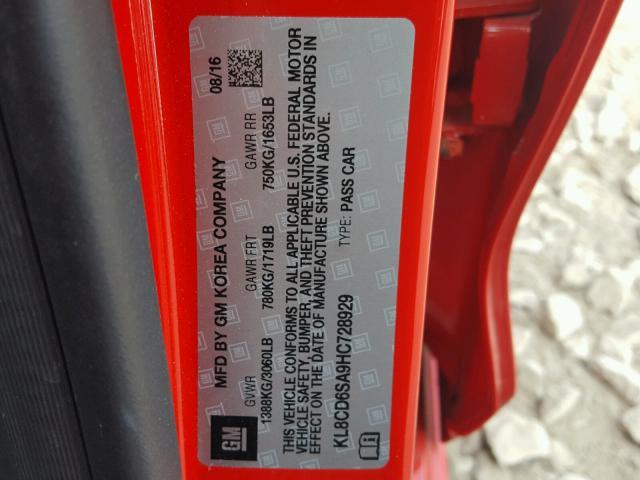 GM
MFD BY GM KOREA COMPANY 08/16
GVWR GAWR FRT GAWR RR
1388KG/3060LB 780KG/1719LB 750KG/1653LB
THIS VEHICLE CONFORMS TO ALL APPLICABLE U.S. FEDERAL MOTOR
VEHICLE SAFETY, BUMPER, AND THEFT PREVENTION STANDARDS IN
EFFECT ON THE DATE OF MANUFACTURE SHOWN ABOVE.
KL8CD6SA9HC728929 TYPE: PASS CAR